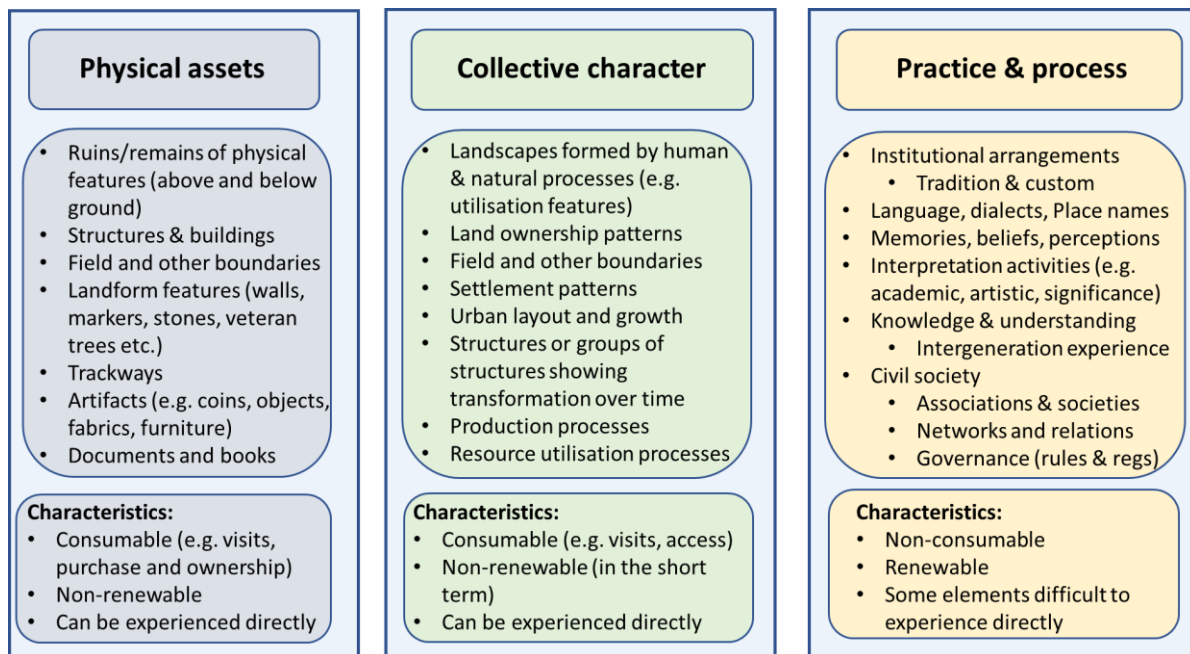 Physical assets
• Ruins/remains of physical
features (above and below
ground)
• Structures & buildings
• Field and other boundaries
• Landform features (walls,
markers, stones, veteran
trees etc.)
• Trackways
• Artifacts (e.g. coins, objects,
fabrics, furniture)
• Documents and books
Characteristics:
• Consumable (e.g. visits,
purchase and ownership)
• Non-renewable
• Can be experienced directly
Collective character
• Landscapes formed by human
& natural processes (e.g.
utilisation features)
• Land ownership patterns
• Field and other boundaries
• Settlement patterns
• Urban layout and growth
• Structures or groups of
structures showing
transformation over time
• Production processes
• Resource utilisation processes
Characteristics:
• Consumable (e.g. visits, access)
• Non-renewable (in the short
term)
• Can be experienced directly
Practice & process
• Institutional arrangements
• Tradition & custom
• Language, dialects, Place names
• Memories, beliefs, perceptions
• Interpretation activities (e.g.
academic, artistic, significance)
• Knowledge & understanding
• Intergeneration experience
• Civil society
• Associations & societies
• Networks and relations
• Governance (rules & regs)
Characteristics:
• Non-consumable
• Renewable
• Some elements difficult to
experience directly